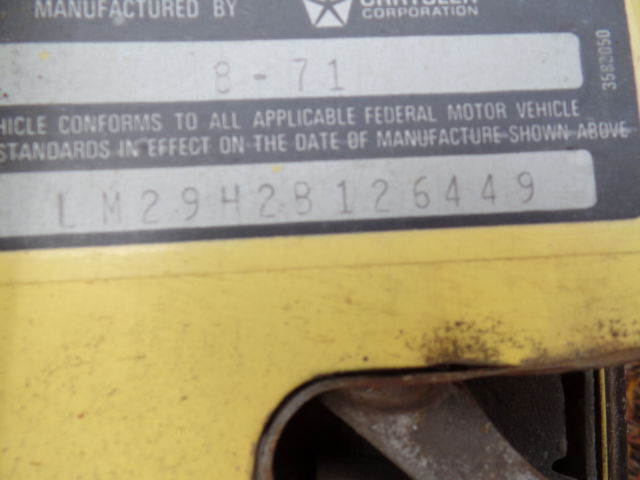 MANUFACTURED BY CHRYSLER CORPORATION
8-71
3582050
HICLE CONFORMS TO ALL APPLICABLE FEDERAL MOTOR VEHICLE
STANDARDS IN EFFECT ON THE DATE OF MANUFACTURE SHOWN ABOVE
LM29H2B126449